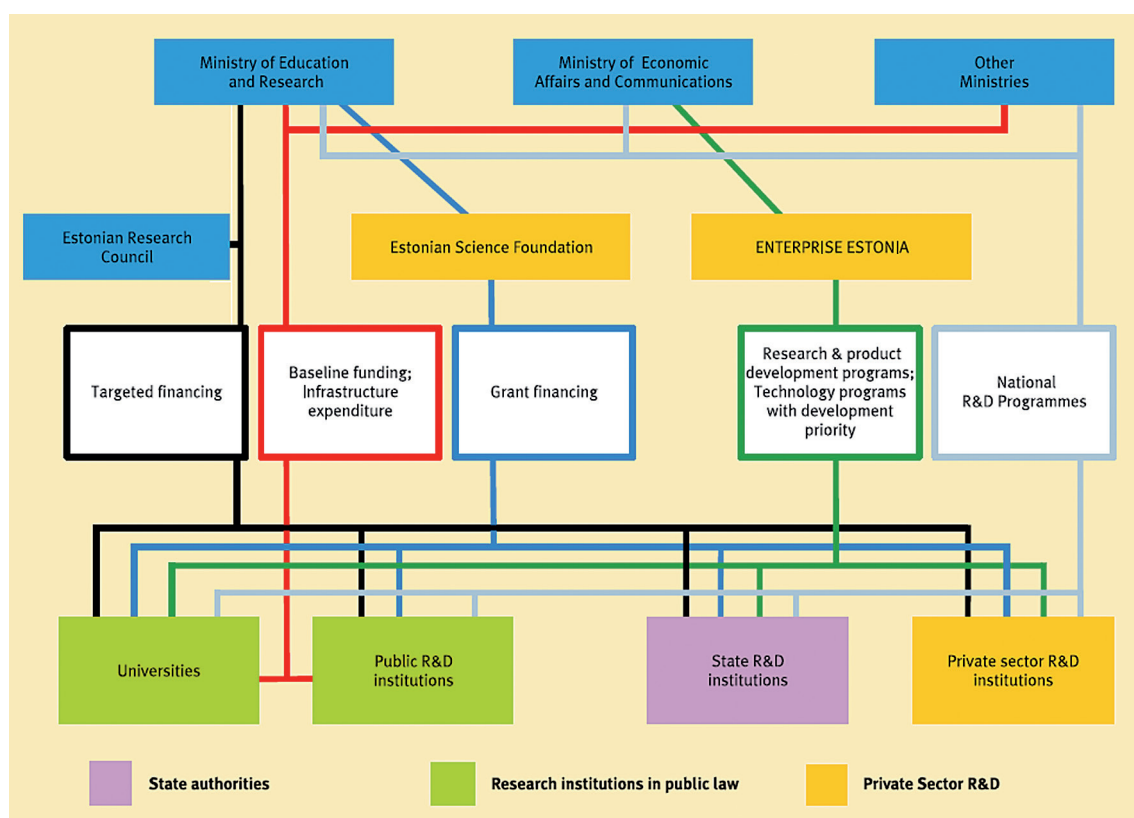 Ministry of Education
and Research
Ministry of Economic
Affairs and Communications
Other
Ministries
Estonian Research
Council
Estonian Science Foundation
ENTERPRISE ESTONIA
Targeted financing
Baseline funding;
Infrastructure
expenditure
Grant financing
Research & product
development programs;
Technology programs
with development
priority
National
R&D Programmes
Universities
Public R&D
institutions
State R&D
institutions
Private sector R&D
institutions
State authorities
Research institutions in public law
Private Sector R&D